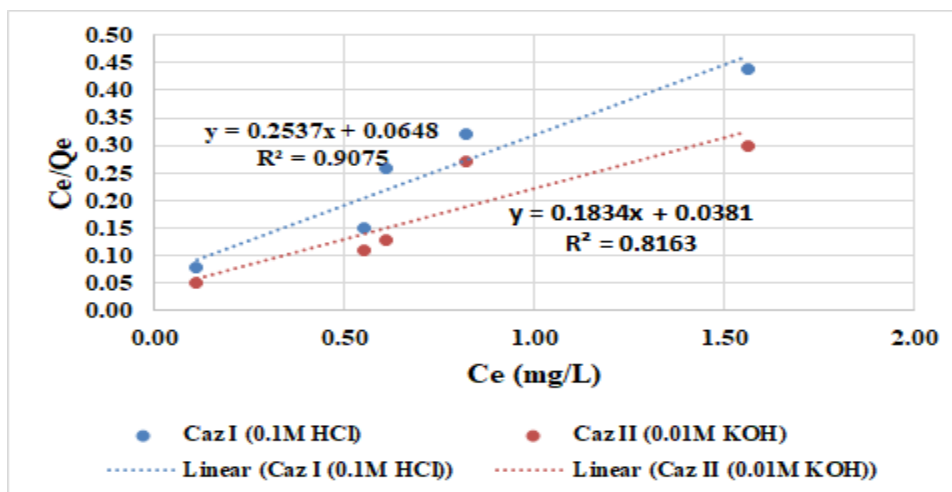 0.50
0.45
0.40
0.35
0.30
0.25
0.20
0.15
0.10
0.05
0.00
Ce/Qe
y = 0.2537x + 0.0648
R² = 0.9075
y = 0.1834x + 0.0381
R² = 0.8163
0.00 0.50 1.00 1.50 2.00
Ce (mg/L)
Caz I (0.1M HCl) Caz II (0.01M KOH)
Linear (Caz I (0.1M HCl)) Linear (Caz II (0.01M KOH))